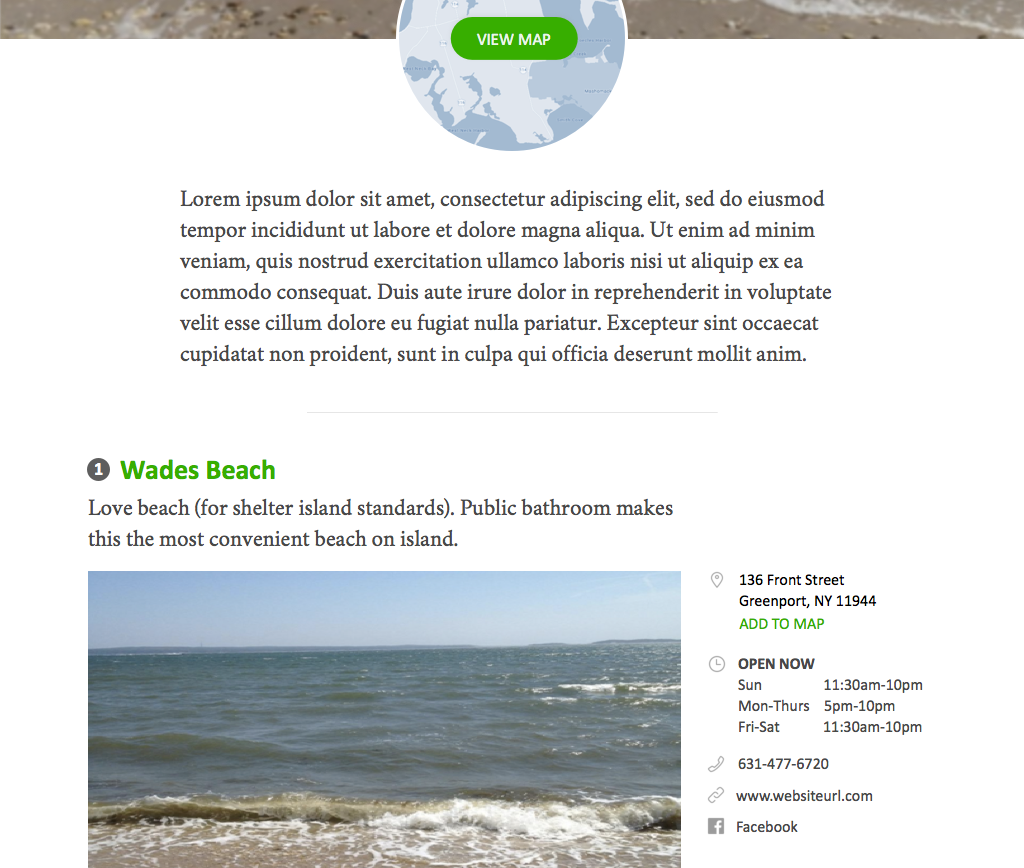 VIEW MAP
Lorem ipsum dolor sit amet, consectetur adipiscing elit, sed do eiusmod
tempor incididunt ut labore et dolore magna aliqua. Ut enim ad minim
veniam, quis nostrud exercitation ullamco laboris nisi ut aliquip ex ea
commodo consequat. Duis aute irure dolor in reprehenderit in voluptate
velit esse cillum dolore eu fugiat nulla pariatur. Excepteur sint occaecat
cupidatat non proident, sunt in culpa qui officia deserunt mollit anim.
1 Wades Beach
Love beach (for shelter island standards). Public bathroom makes
this the most convenient beach on island.
136 Front Street
Greenport, NY 11944
ADD TO MAP
OPEN NOW
Sun 11:30am-10pm
Mon-Thurs 5pm-10pm
Fri-Sat 11:30am-10pm
631-477-6720
www.websiteurl.com
Facebook